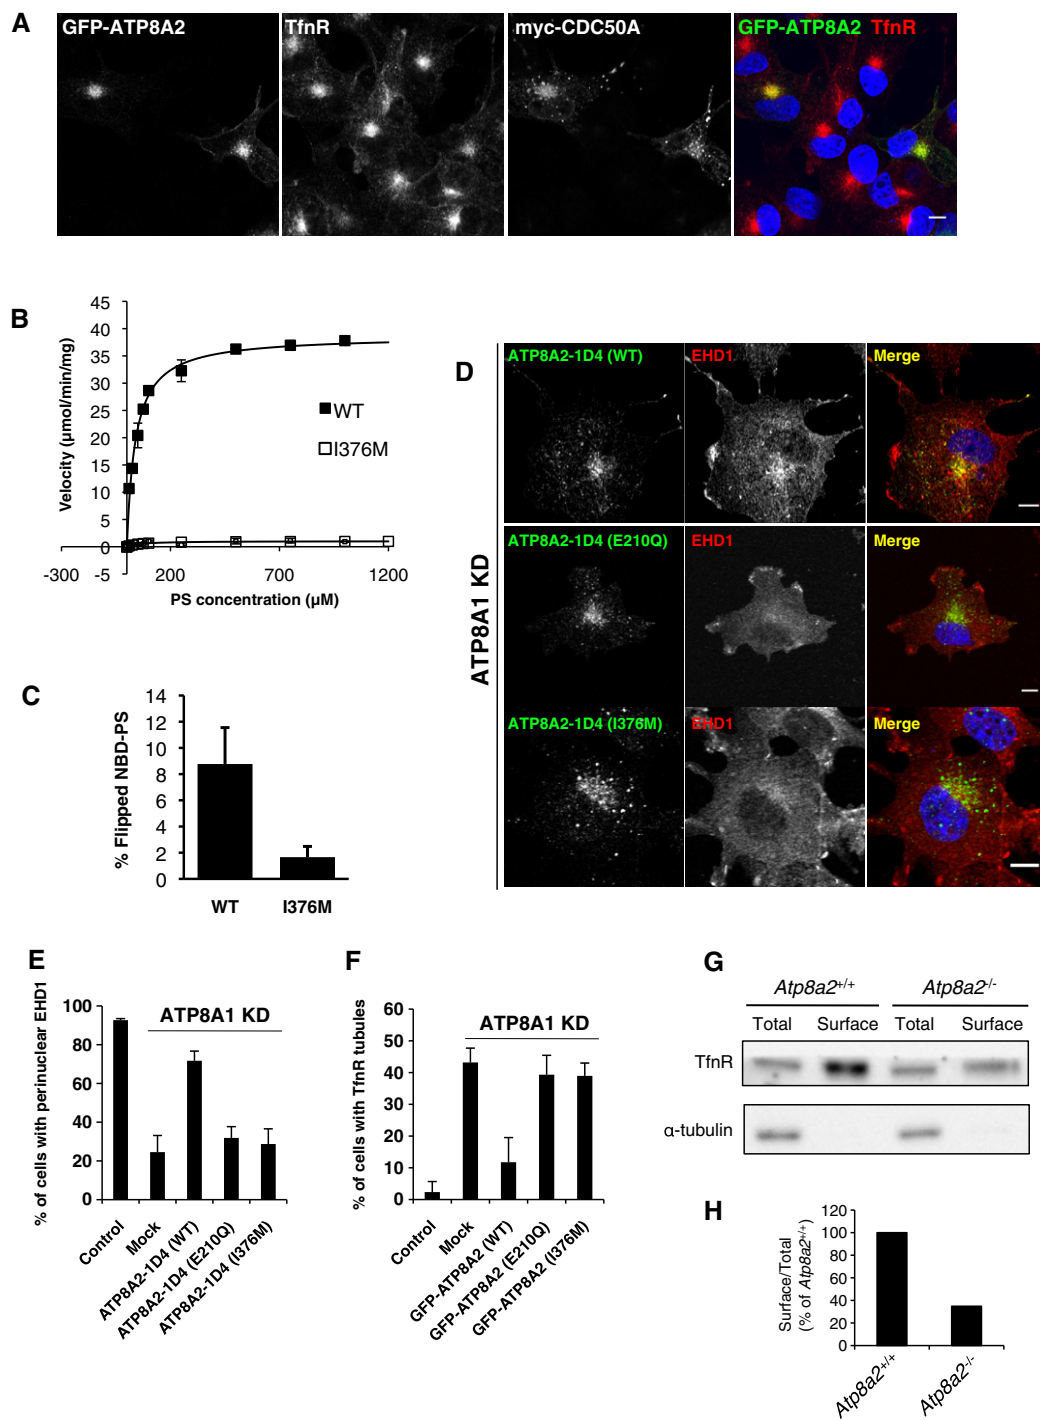 A
GFP-ATP8A2
TfnR
myc-CDC50A
GFP-ATP8A2 TfnR
B
45
40
35
30
25
20
15
10
5
0
-5
-300
200
700
1200
Velocity (µmol/min/mg)
PS concentration (µM)
WT
I376M
C
14
12
10
8
6
4
2
0
% Flipped NBD-PS
WT
I376M
D
ATP8A1 KD
ATP8A2-1D4 (WT)
EHD1
Merge
ATP8A2-1D4 (E210Q)
EHD1
Merge
ATP8A2-1D4 (I376M)
EHD1
Merge
E
% of cells with perinuclear EHD1
100
80
60
40
20
0
ATP8A1 KD
Control
Mock
ATP8A2-1D4 (WT)
ATP8A2-1D4 (E210Q)
ATP8A2-1D4 (I376M)
F
% of cells with TfnR tubules
60
50
40
30
20
10
0
ATP8A1 KD
Control
Mock
GFP-ATP8A2 (WT)
GFP-ATP8A2 (E210Q)
GFP-ATP8A2 (I376M)
G
Atp8a2+/+
Atp8a2-/-
Total Surface Total Surface
TfnR
α-tubulin
H
Surface/Total
(% of Atp8a2+/+)
120
100
80
60
40
20
0
Atp8a2+/+
Atp8a2-/-